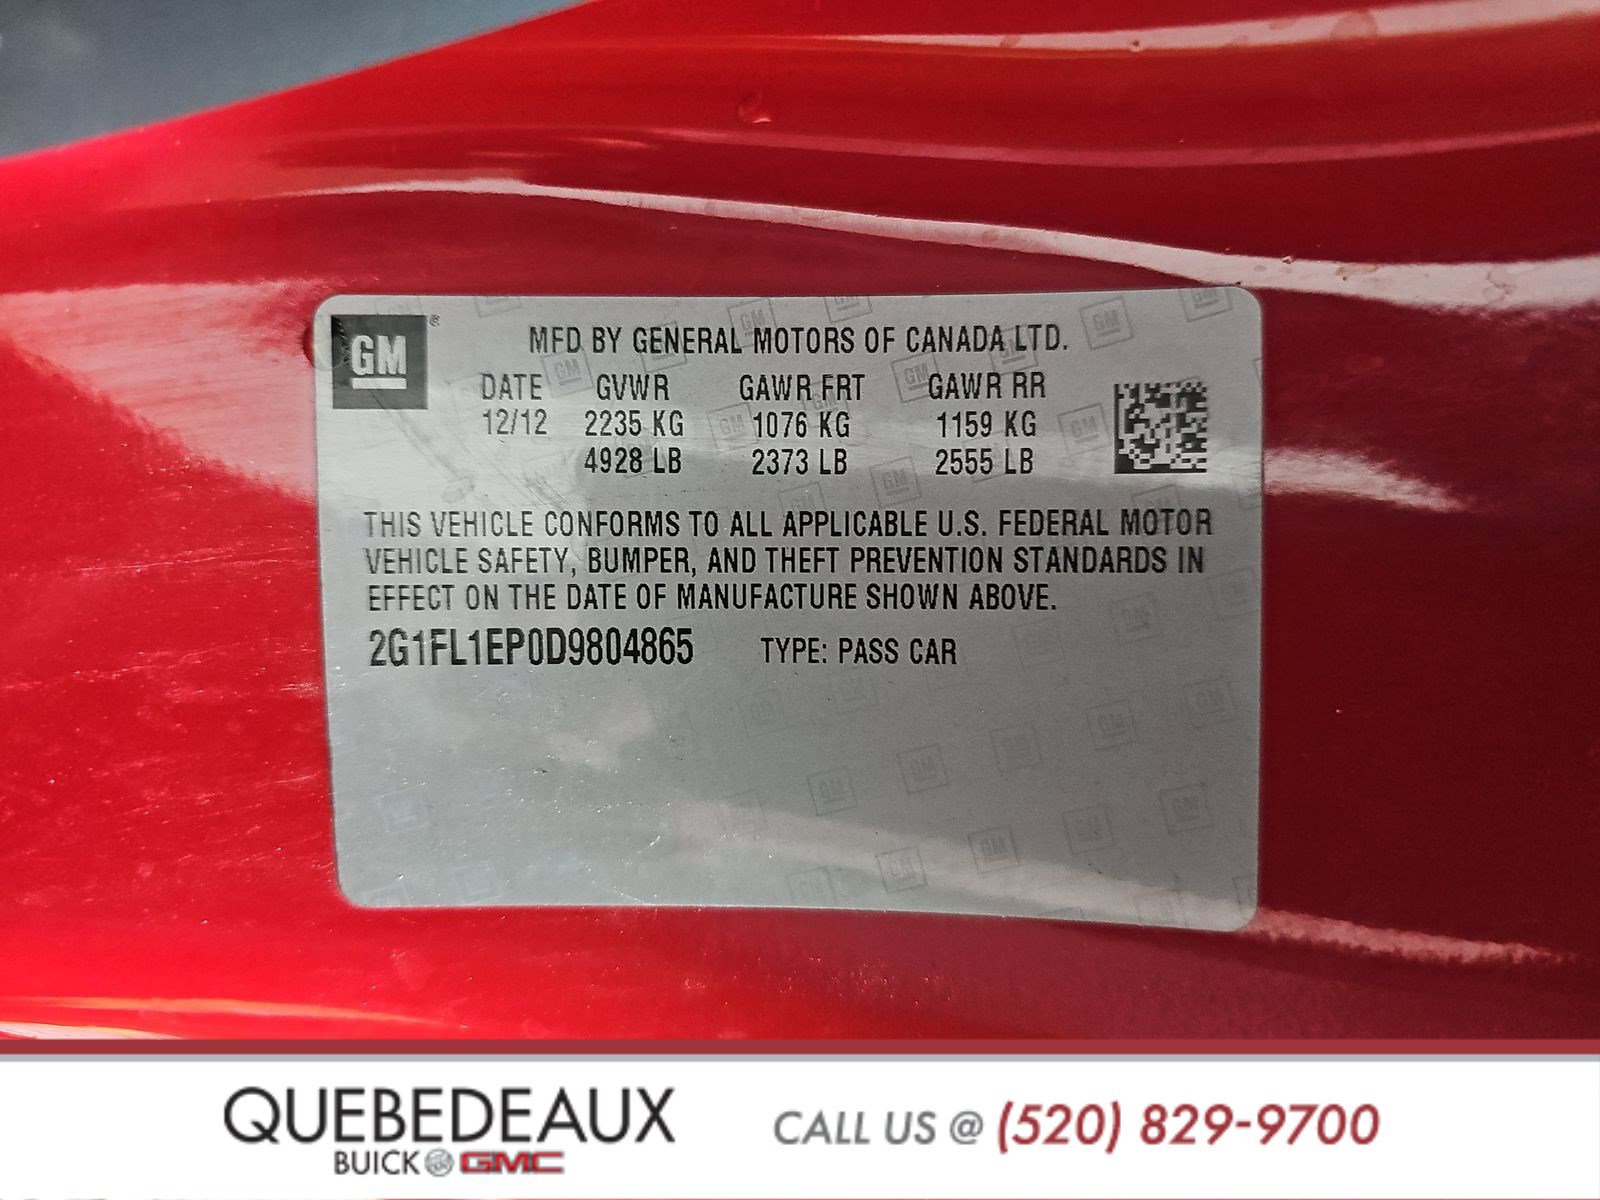 GM
MFD BY GENERAL MOTORS OF CANADA LTD.
DATE GVWR GAWR FRT GAWR RR
12/12 2235 KG 1076 KG 1159 KG
4928 LB 2373 LB 2555 LB
THIS VEHICLE CONFORMS TO ALL APPLICABLE U.S. FEDERAL MOTOR
VEHICLE SAFETY, BUMPER, AND THEFT PREVENTION STANDARDS IN
EFFECT ON THE DATE OF MANUFACTURE SHOWN ABOVE.
2G1FL1EP0D9804865 TYPE: PASS CAR
QUEBEDEAUX
BUICK GMC
CALL US @ (520) 829-9700